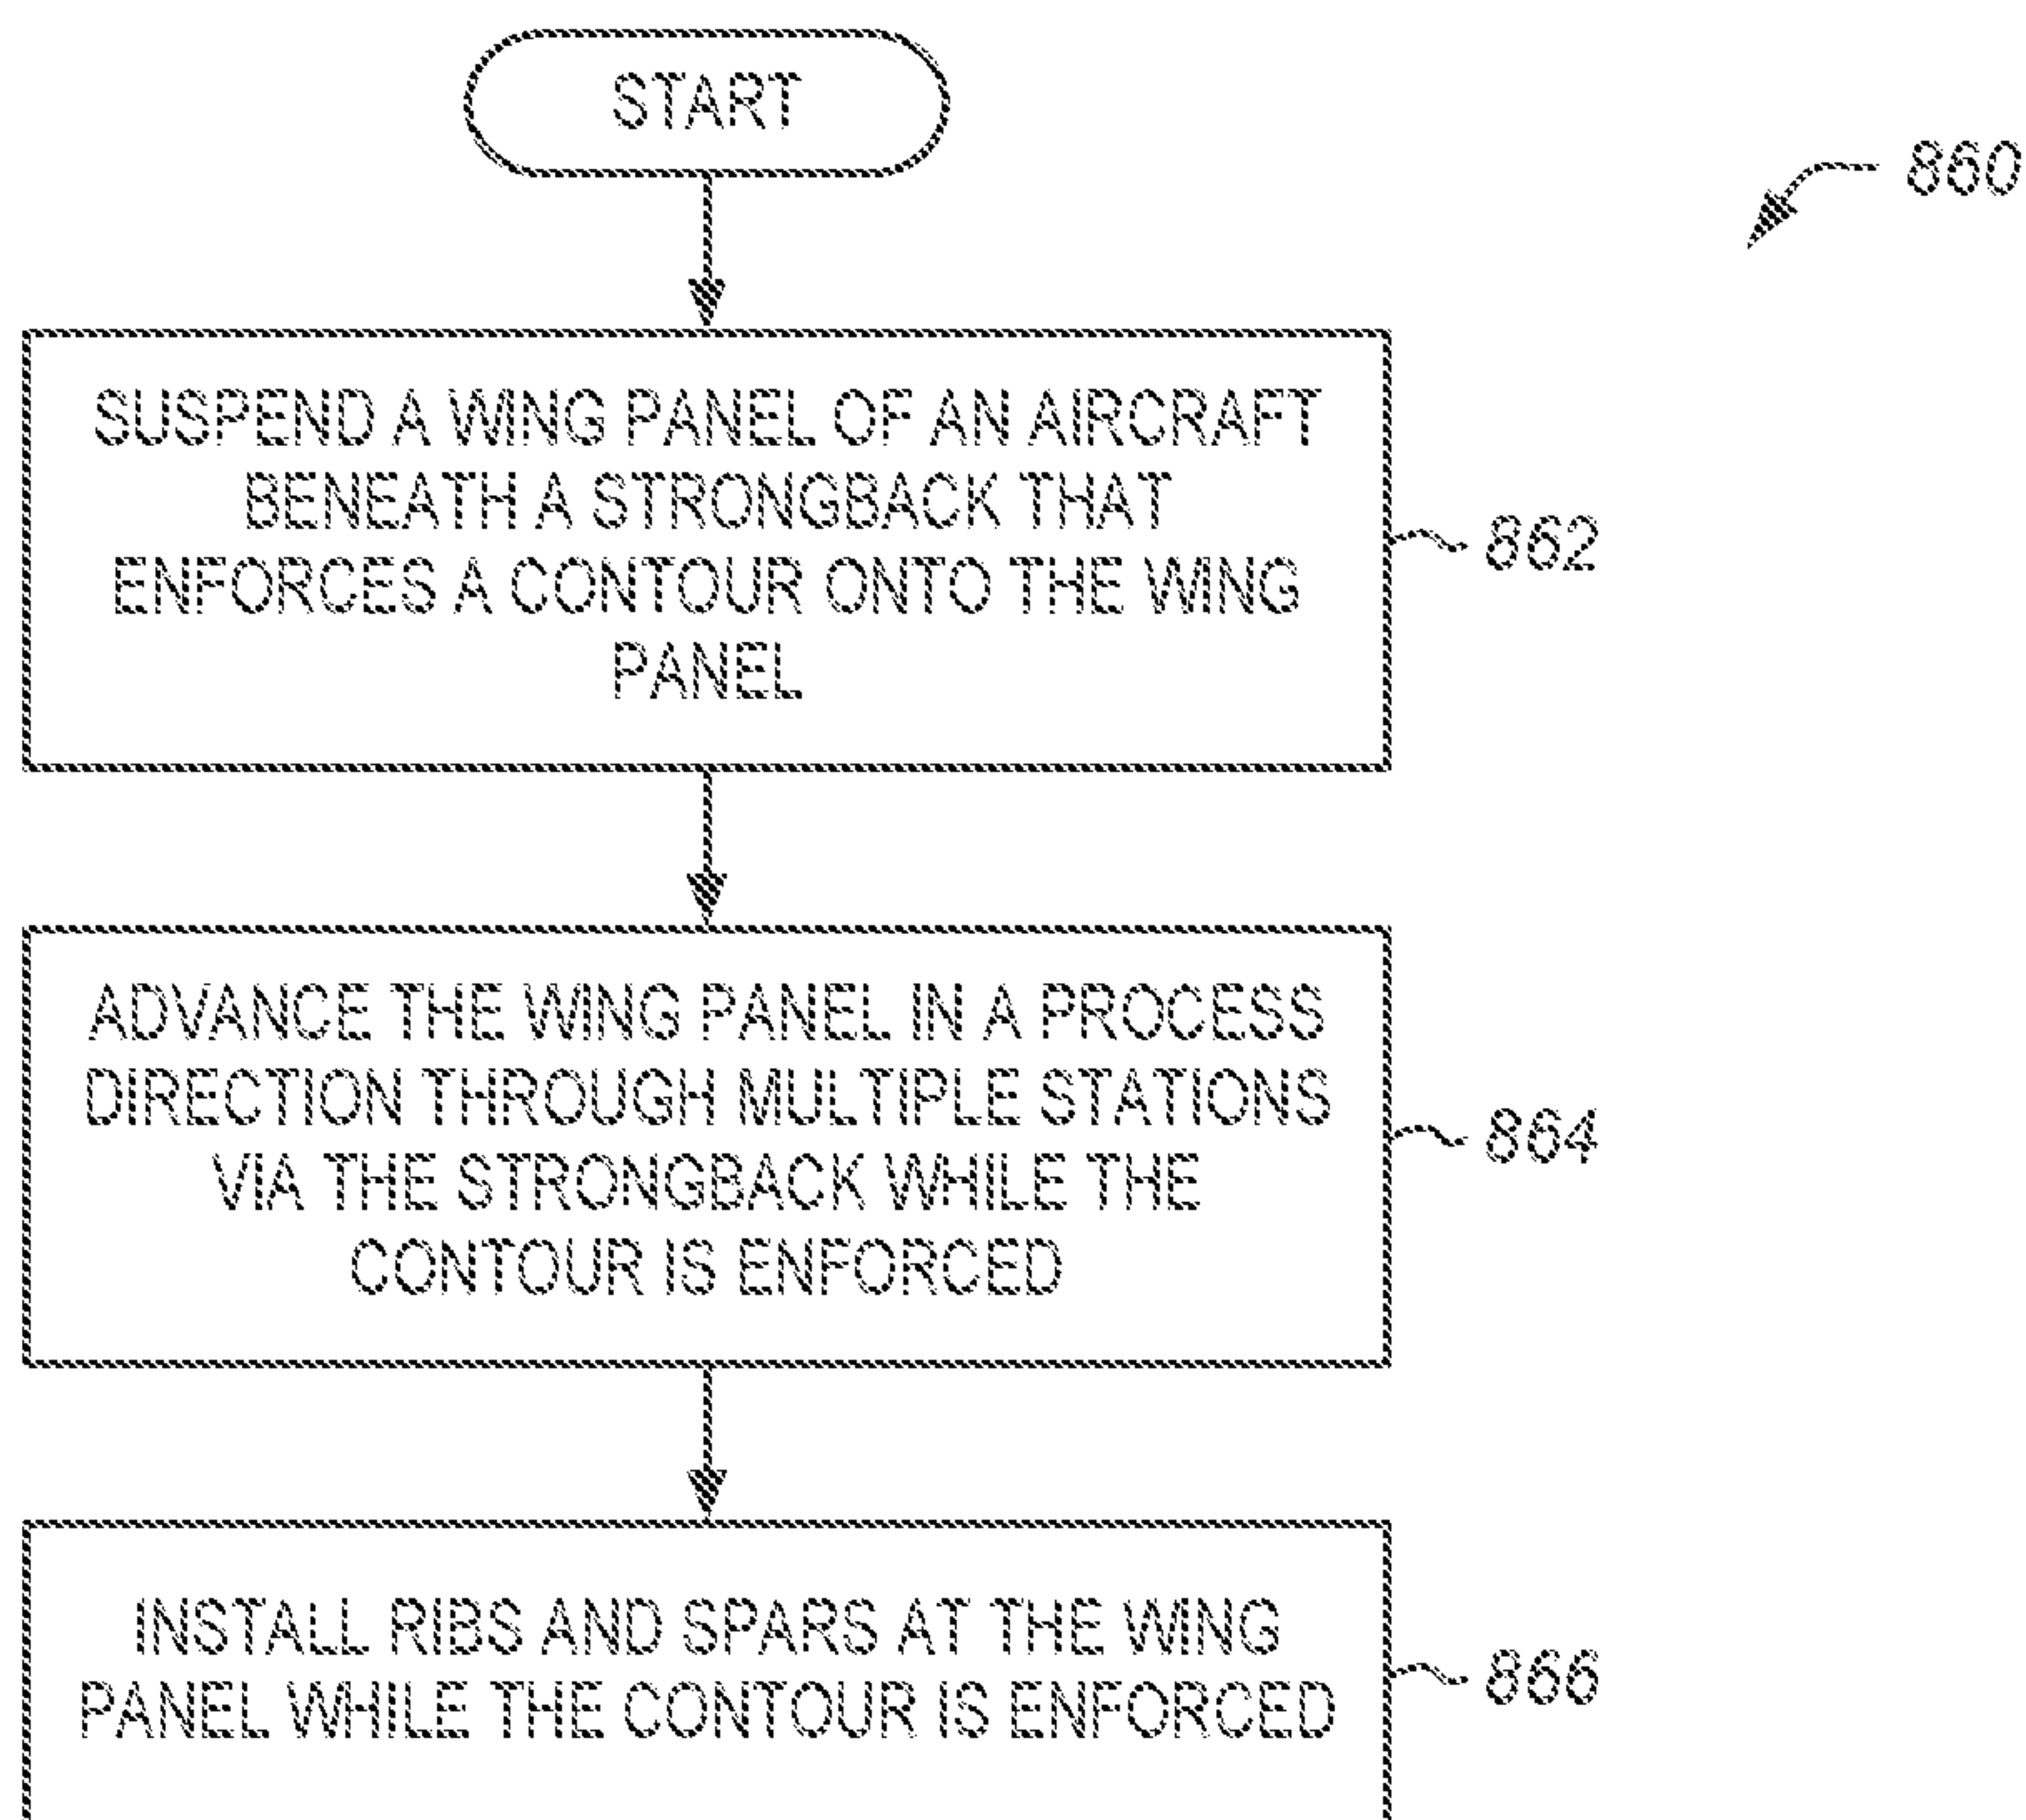 START
860
SUSPEND A WING PANEL OF AN AIRCRAFT
BENEATH A STRONGBACK THAT
ENFORCES A CONTOUR ONTO THE WING
PANEL
862
ADVANCE THE WING PANEL IN A PROCESS
DIRECTION THROUGH MULTIPLE STATIONS
VIA THE STRONGBACK WHILE THE
CONTOUR IS ENFORCED
864
INSTALL RIBS AND SPARS AT THE WING
PANEL WHILE THE CONTOUR IS ENFORCED
866